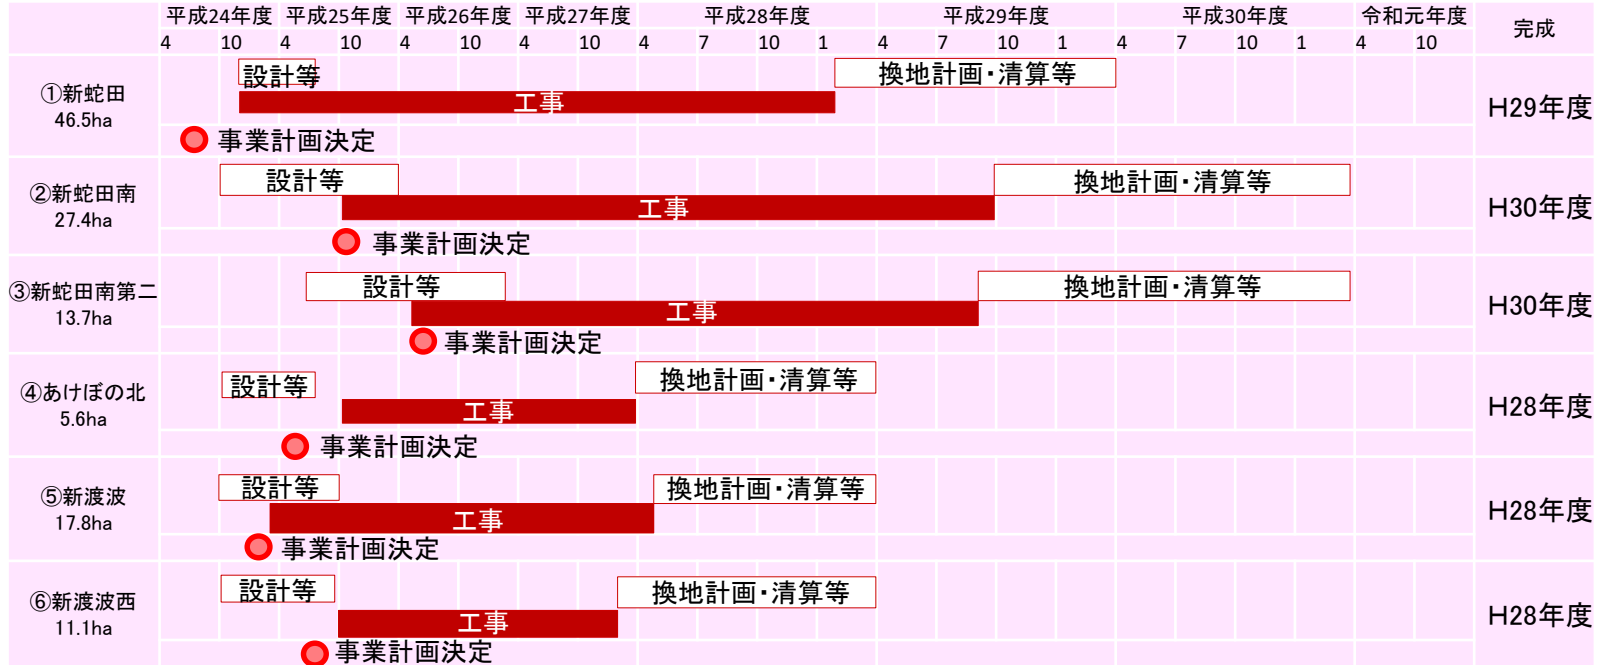 平成24年度 平成25年度 平成26年度 平成27年度 平成28年度 平成29年度 平成30年度 令和元年度 完成
4 10 4 10 4 10 4 10 4 7 10 1 4 7 10 1 4 7 10 1 4 10
①新蛇田
46.5ha
設計等
工事
換地計画・清算等
事業計画決定
H29年度
②新蛇田南
27.4ha
設計等
工事
換地計画・清算等
事業計画決定
H30年度
③新蛇田南第二
13.7ha
設計等
工事
換地計画・清算等
事業計画決定
H30年度
④あけぼの北
5.6ha
設計等
工事
換地計画・清算等
事業計画決定
H28年度
⑤新渡波
17.8ha
設計等
工事
換地計画・清算等
事業計画決定
H28年度
⑥新渡波西
11.1ha
設計等
工事
換地計画・清算等
事業計画決定
H28年度